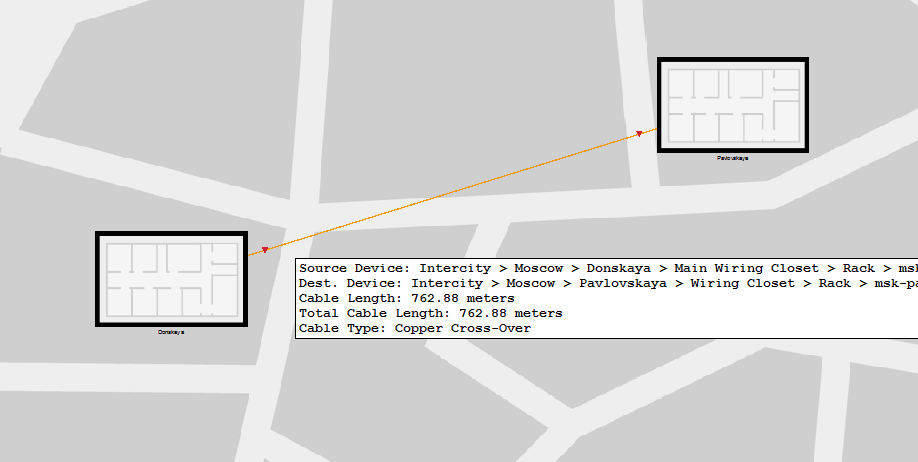 Pavlovskaya
Source Device: Intercity > Moscow > Donskaya > Main Wiring Closet > Rack > msk
Dest. Device: Intercity > Moscow > Pavlovskaya > Wiring Closet > Rack > msk-pa
Cable Length: 762.88 meters
Total Cable Length: 762.88 meters
Cable Type: Copper Cross-Over
Donskaya